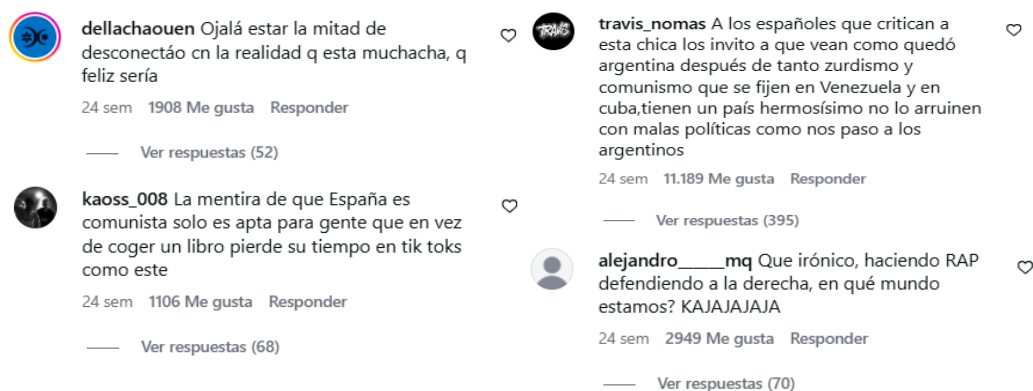 dellachaouen Ojalá estar la mitad de
desconectáo cn la realidad q esta muchacha, q
feliz sería
24 sem 1908 Me gusta Responder
Ver respuestas (52)
kaoss_008 La mentira de que España es
comunista solo es apta para gente que en vez
de coger un libro pierde su tiempo en tik toks
como este
24 sem 1106 Me gusta Responder
Ver respuestas (68)
TRAVIS
travis_nomas A los españoles que critican a
esta chica los invito a que vean como quedó
argentina después de tanto zurdismo y
comunismo que se fijen en Venezuela y en
cuba,tienen un país hermosísimo no lo arruinen
con malas políticas como nos paso a los
argentinos
24 sem 11.189 Me gusta Responder
Ver respuestas (395)
alejandro_____mq Que irónico, haciendo RAP
defendiendo a la derecha, en qué mundo
estamos? KAJAJAJAJA
24 sem 2949 Me gusta Responder
Ver respuestas (70)